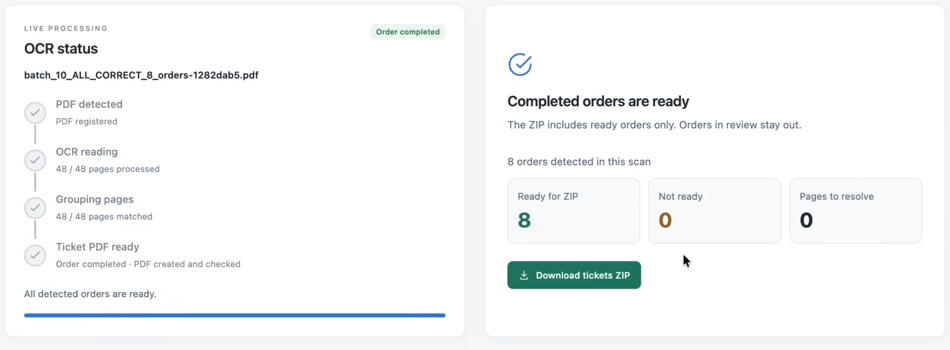 LIVE PROCESSING
OCR status
Order completed
batch_10_ALL_CORRECT_8_orders-1282dab5.pdf
PDF detected
PDF registered
OCR reading
48 / 48 pages processed
Grouping pages
48 / 48 pages matched
Ticket PDF ready
Order completed · PDF created and checked
All detected orders are ready.
Completed orders are ready
The ZIP includes ready orders only. Orders in review stay out.
8 orders detected in this scan
Ready for ZIP
8
Not ready
0
Pages to resolve
0
Download tickets ZIP